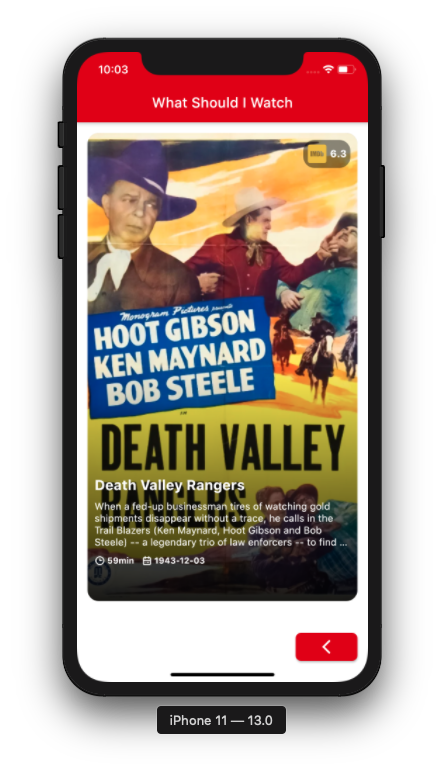 10:03
What Should I Watch
6.3
Monogram Pictures presents
HOOT GIBSON
KEN MAYNARD
BOB STEELE
in
DEATH VALLEY
RANGERS
Death Valley Rangers
When a fed-up businessman tires of watching gold
shipments disappear without a trace, he calls in the
Trail Blazers (Ken Maynard, Hoot Gibson and Bob
Steele) -- a legendary trio of law enforcers -- to find ...
59min 1943-12-03
iPhone 11 — 13.0